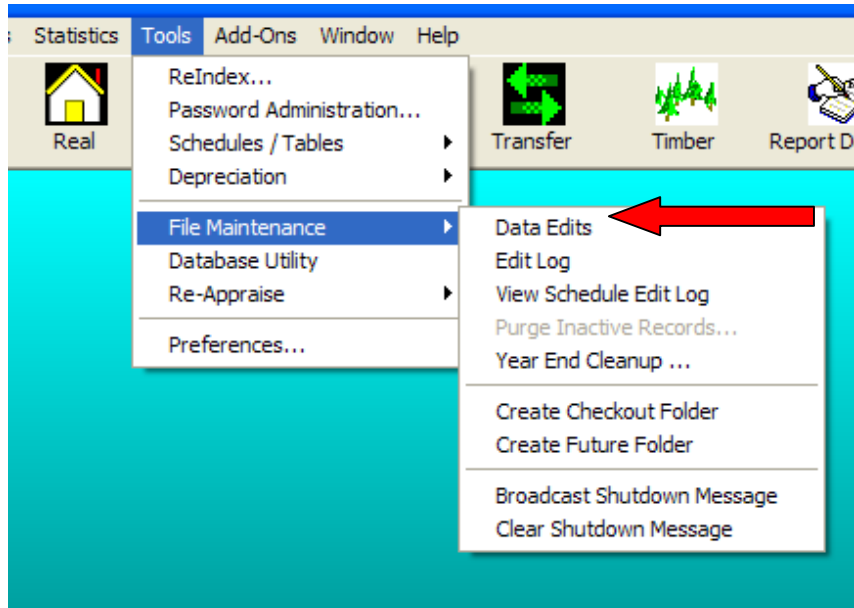 Statistics Tools Add-Ons Window Help
Real Transfer Timber Report D
ReIndex...
Password Administration...
Schedules / Tables
Depreciation
File Maintenance
Database Utility
Re-Appraise
Preferences...
Data Edits
Edit Log
View Schedule Edit Log
Purge Inactive Records...
Year End Cleanup ...
Create Checkout Folder
Create Future Folder
Broadcast Shutdown Message
Clear Shutdown Message